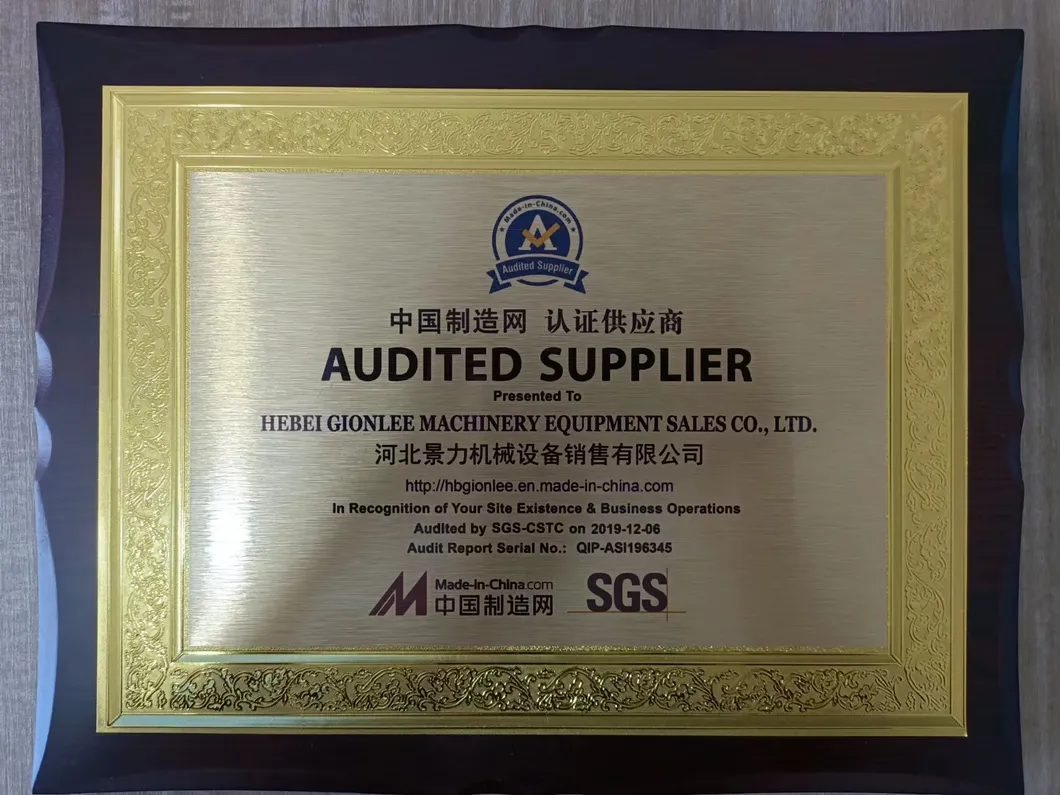 Made-in-China.com
A
Audited Supplier
中国制造网 认证供应商
AUDITED SUPPLIER
Presented To
HEBEI GIONLEE MACHINERY EQUIPMENT SALES CO., LTD.
河北景力机械设备销售有限公司
http://hbgionlee.en.made-in-china.com
In Recognition of Your Site Existence & Business Operations
Audited by SGS-CSTC on 2019-12-06
Audit Report Serial No.: QIP-ASI196345
Made-in-China.com
中国制造网
SGS